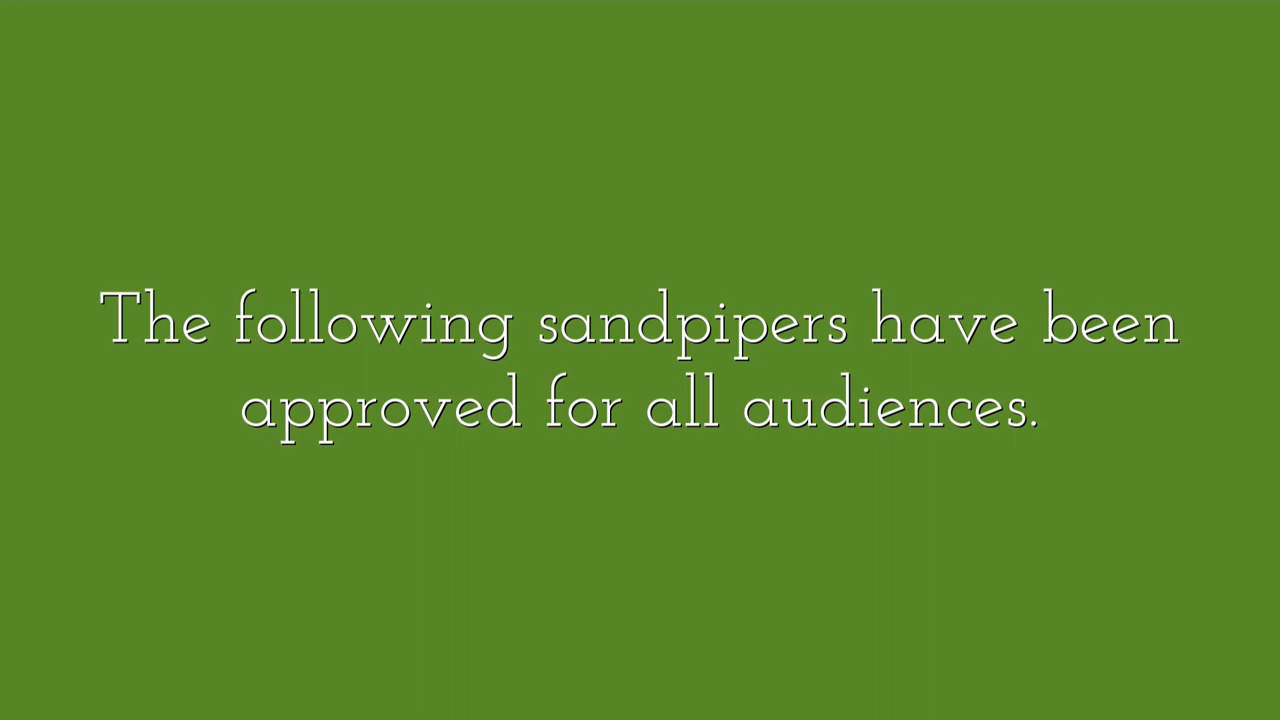 The following sandpipers have been
approved for all audiences.